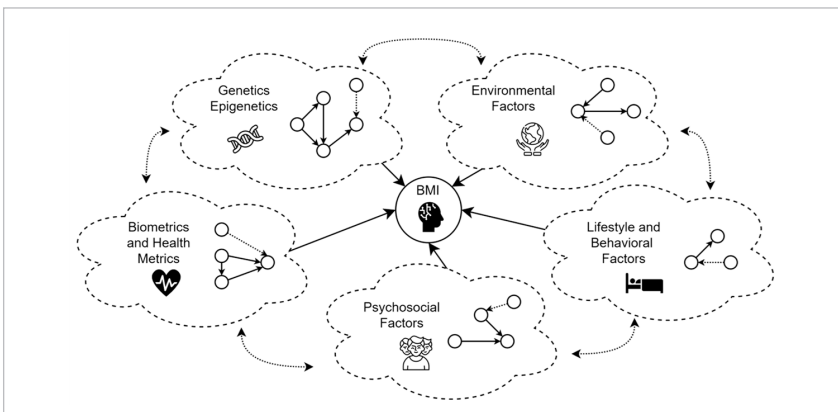 Genetics
Epigenetics
Environmental
Factors
BMI
Biometrics
and Health
Metrics
Lifestyle and
Behavioral
Factors
Psychosocial
Factors